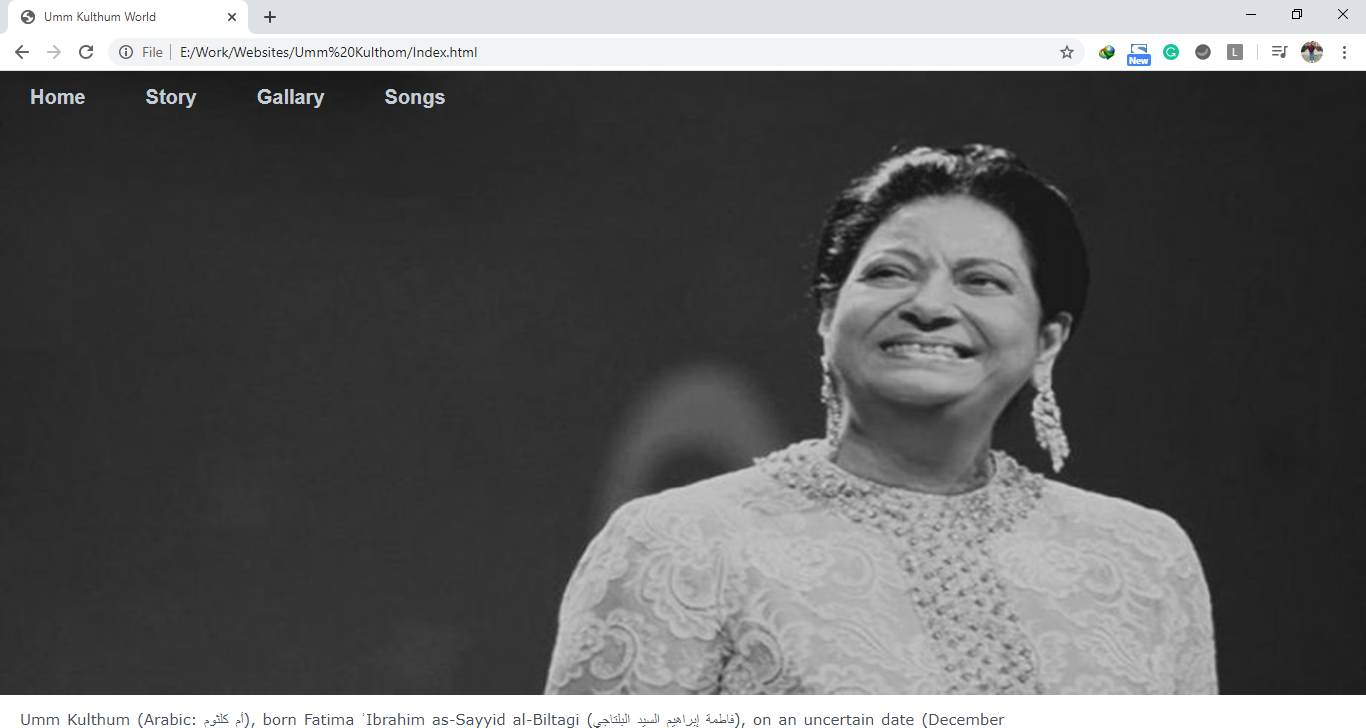 Umm Kulthum World
File
E:/Work/Websites/Umm%20Kulthom/Index.html
New
L
Home
Story
Gallary
Songs
Umm Kulthum (Arabic: أم كلثوم), born Fatima ʾIbrahim as-Sayyid al-Biltagi (فاطمة إبراهيم السيد البلتاجي), on an uncertain date (December